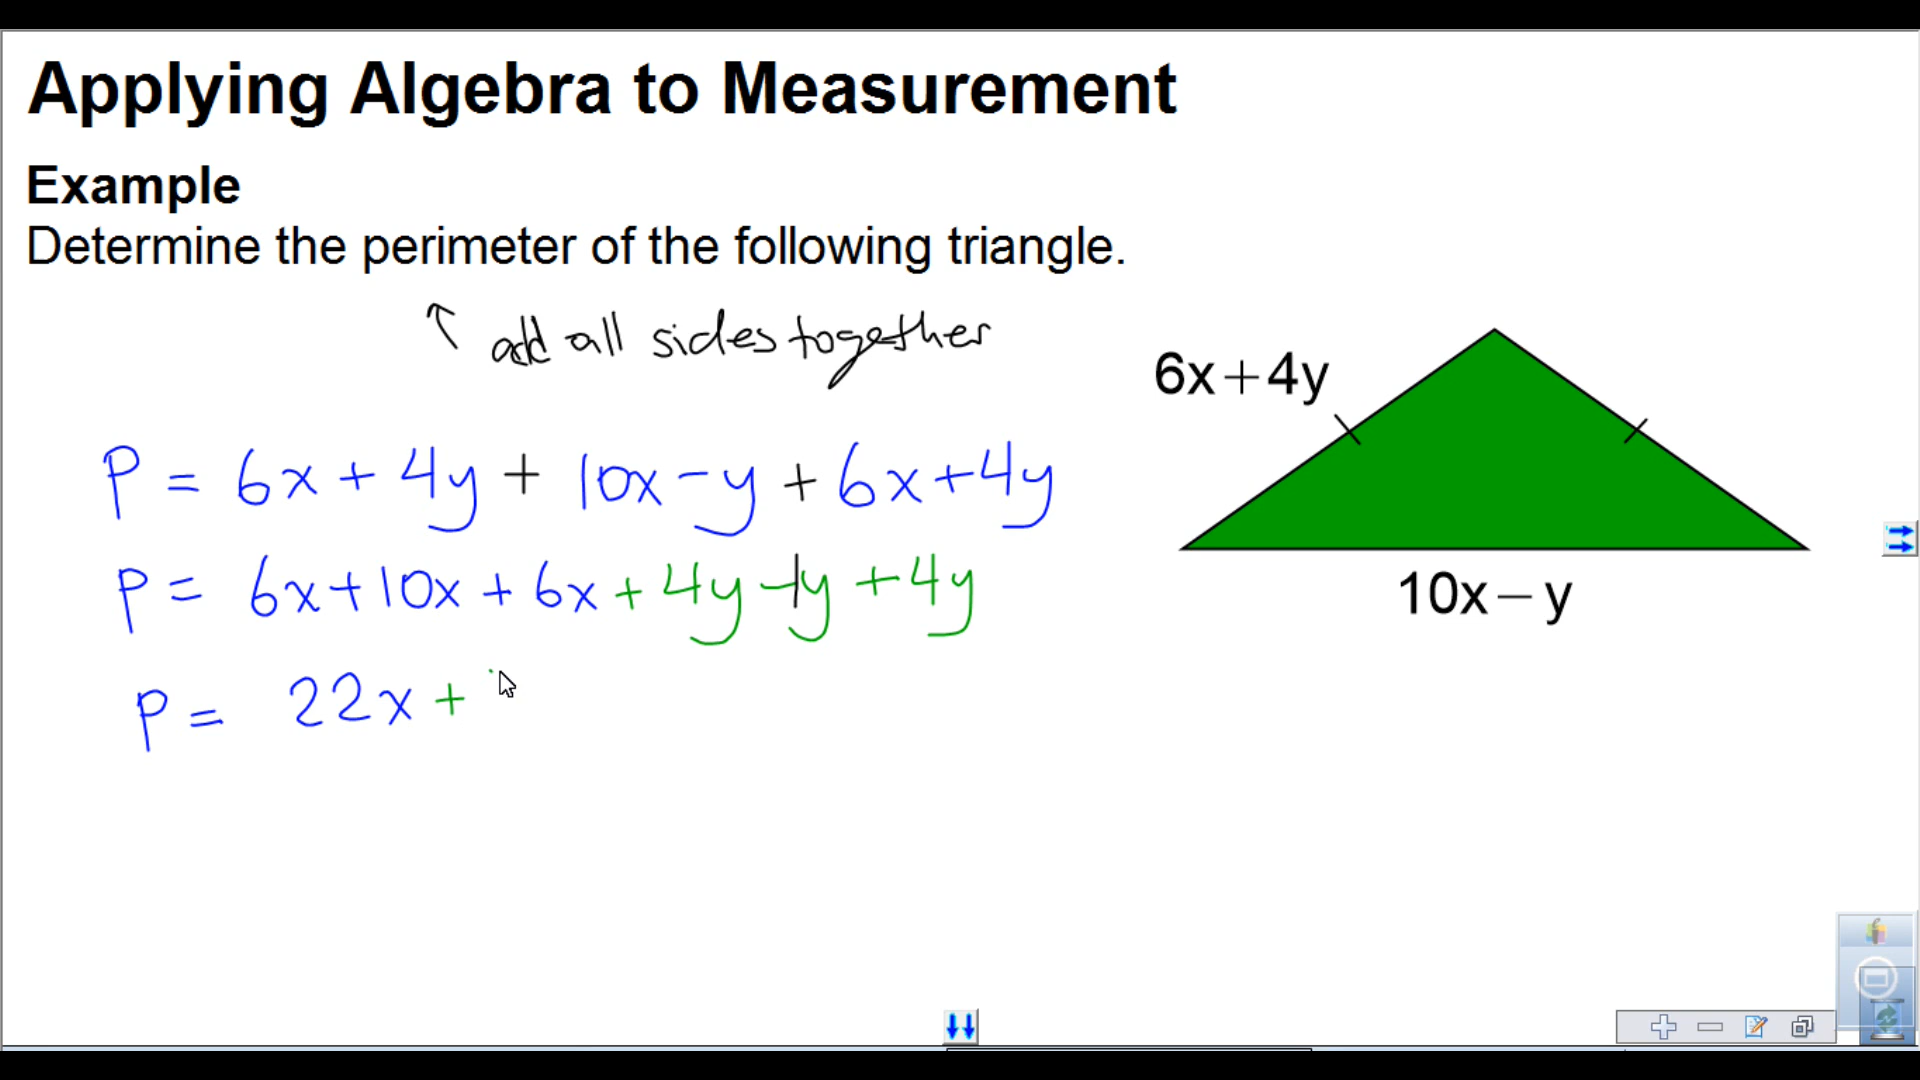 Applying Algebra to Measurement
Example
Determine the perimeter of the following triangle.
add all sides together
6x+4y
P = 6x + 4y + 10x - y + 6x + 4y
P = 6x + 10x + 6x + 4y - 1y + 4y
10x−y
P = 22x +